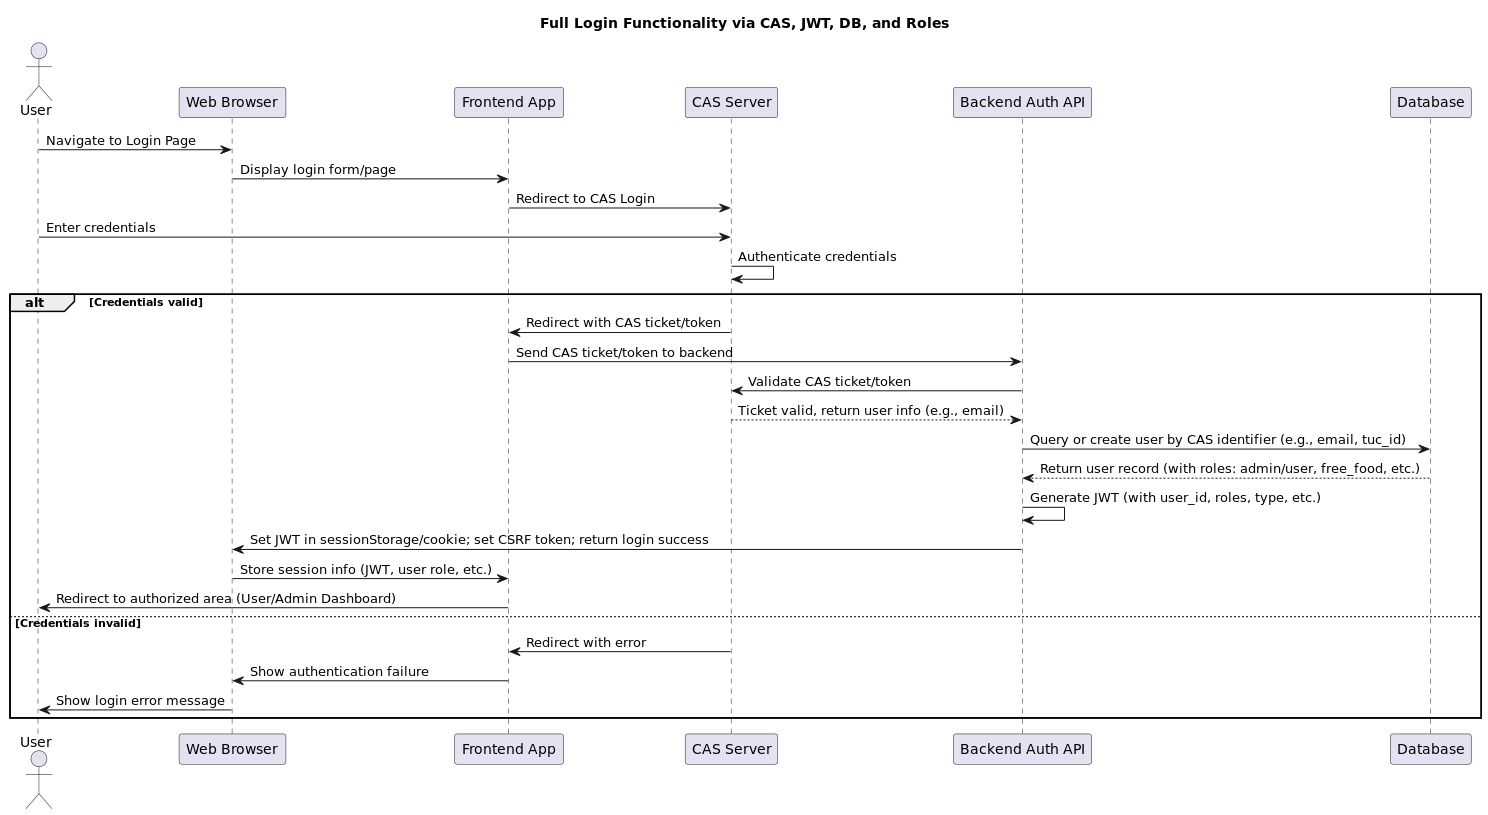 Full Login Functionality via CAS, JWT, DB, and Roles
User
Web Browser
Frontend App
CAS Server
Backend Auth API
Database
Navigate to Login Page
Display login form/page
Redirect to CAS Login
Enter credentials
Authenticate credentials
alt [Credentials valid]
Redirect with CAS ticket/token
Send CAS ticket/token to backend
Validate CAS ticket/token
Ticket valid, return user info (e.g., email)
Query or create user by CAS identifier (e.g., email, tuc_id)
Return user record (with roles: admin/user, free_food, etc.)
Generate JWT (with user_id, roles, type, etc.)
Set JWT in sessionStorage/cookie; set CSRF token; return login success
Store session info (JWT, user role, etc.)
Redirect to authorized area (User/Admin Dashboard)
[Credentials invalid]
Redirect with error
Show authentication failure
Show login error message
User
Web Browser
Frontend App
CAS Server
Backend Auth API
Database